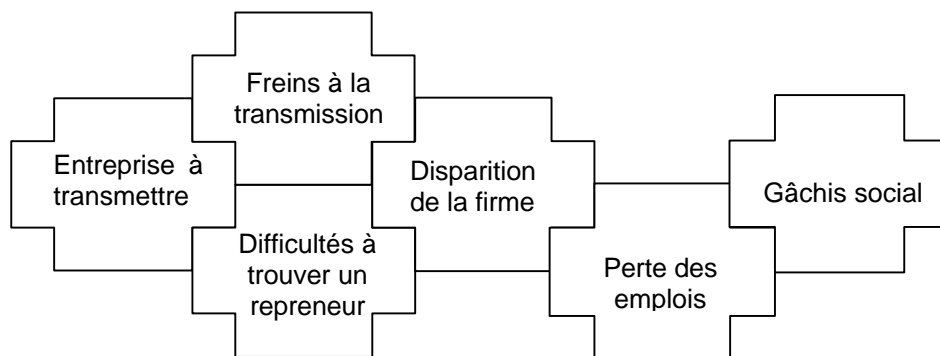 Freins à la
transmission
Entreprise à
transmettre
Difficultés à
trouver un
repreneur
Disparition
de la firme
Perte des
emplois
Gâchis social